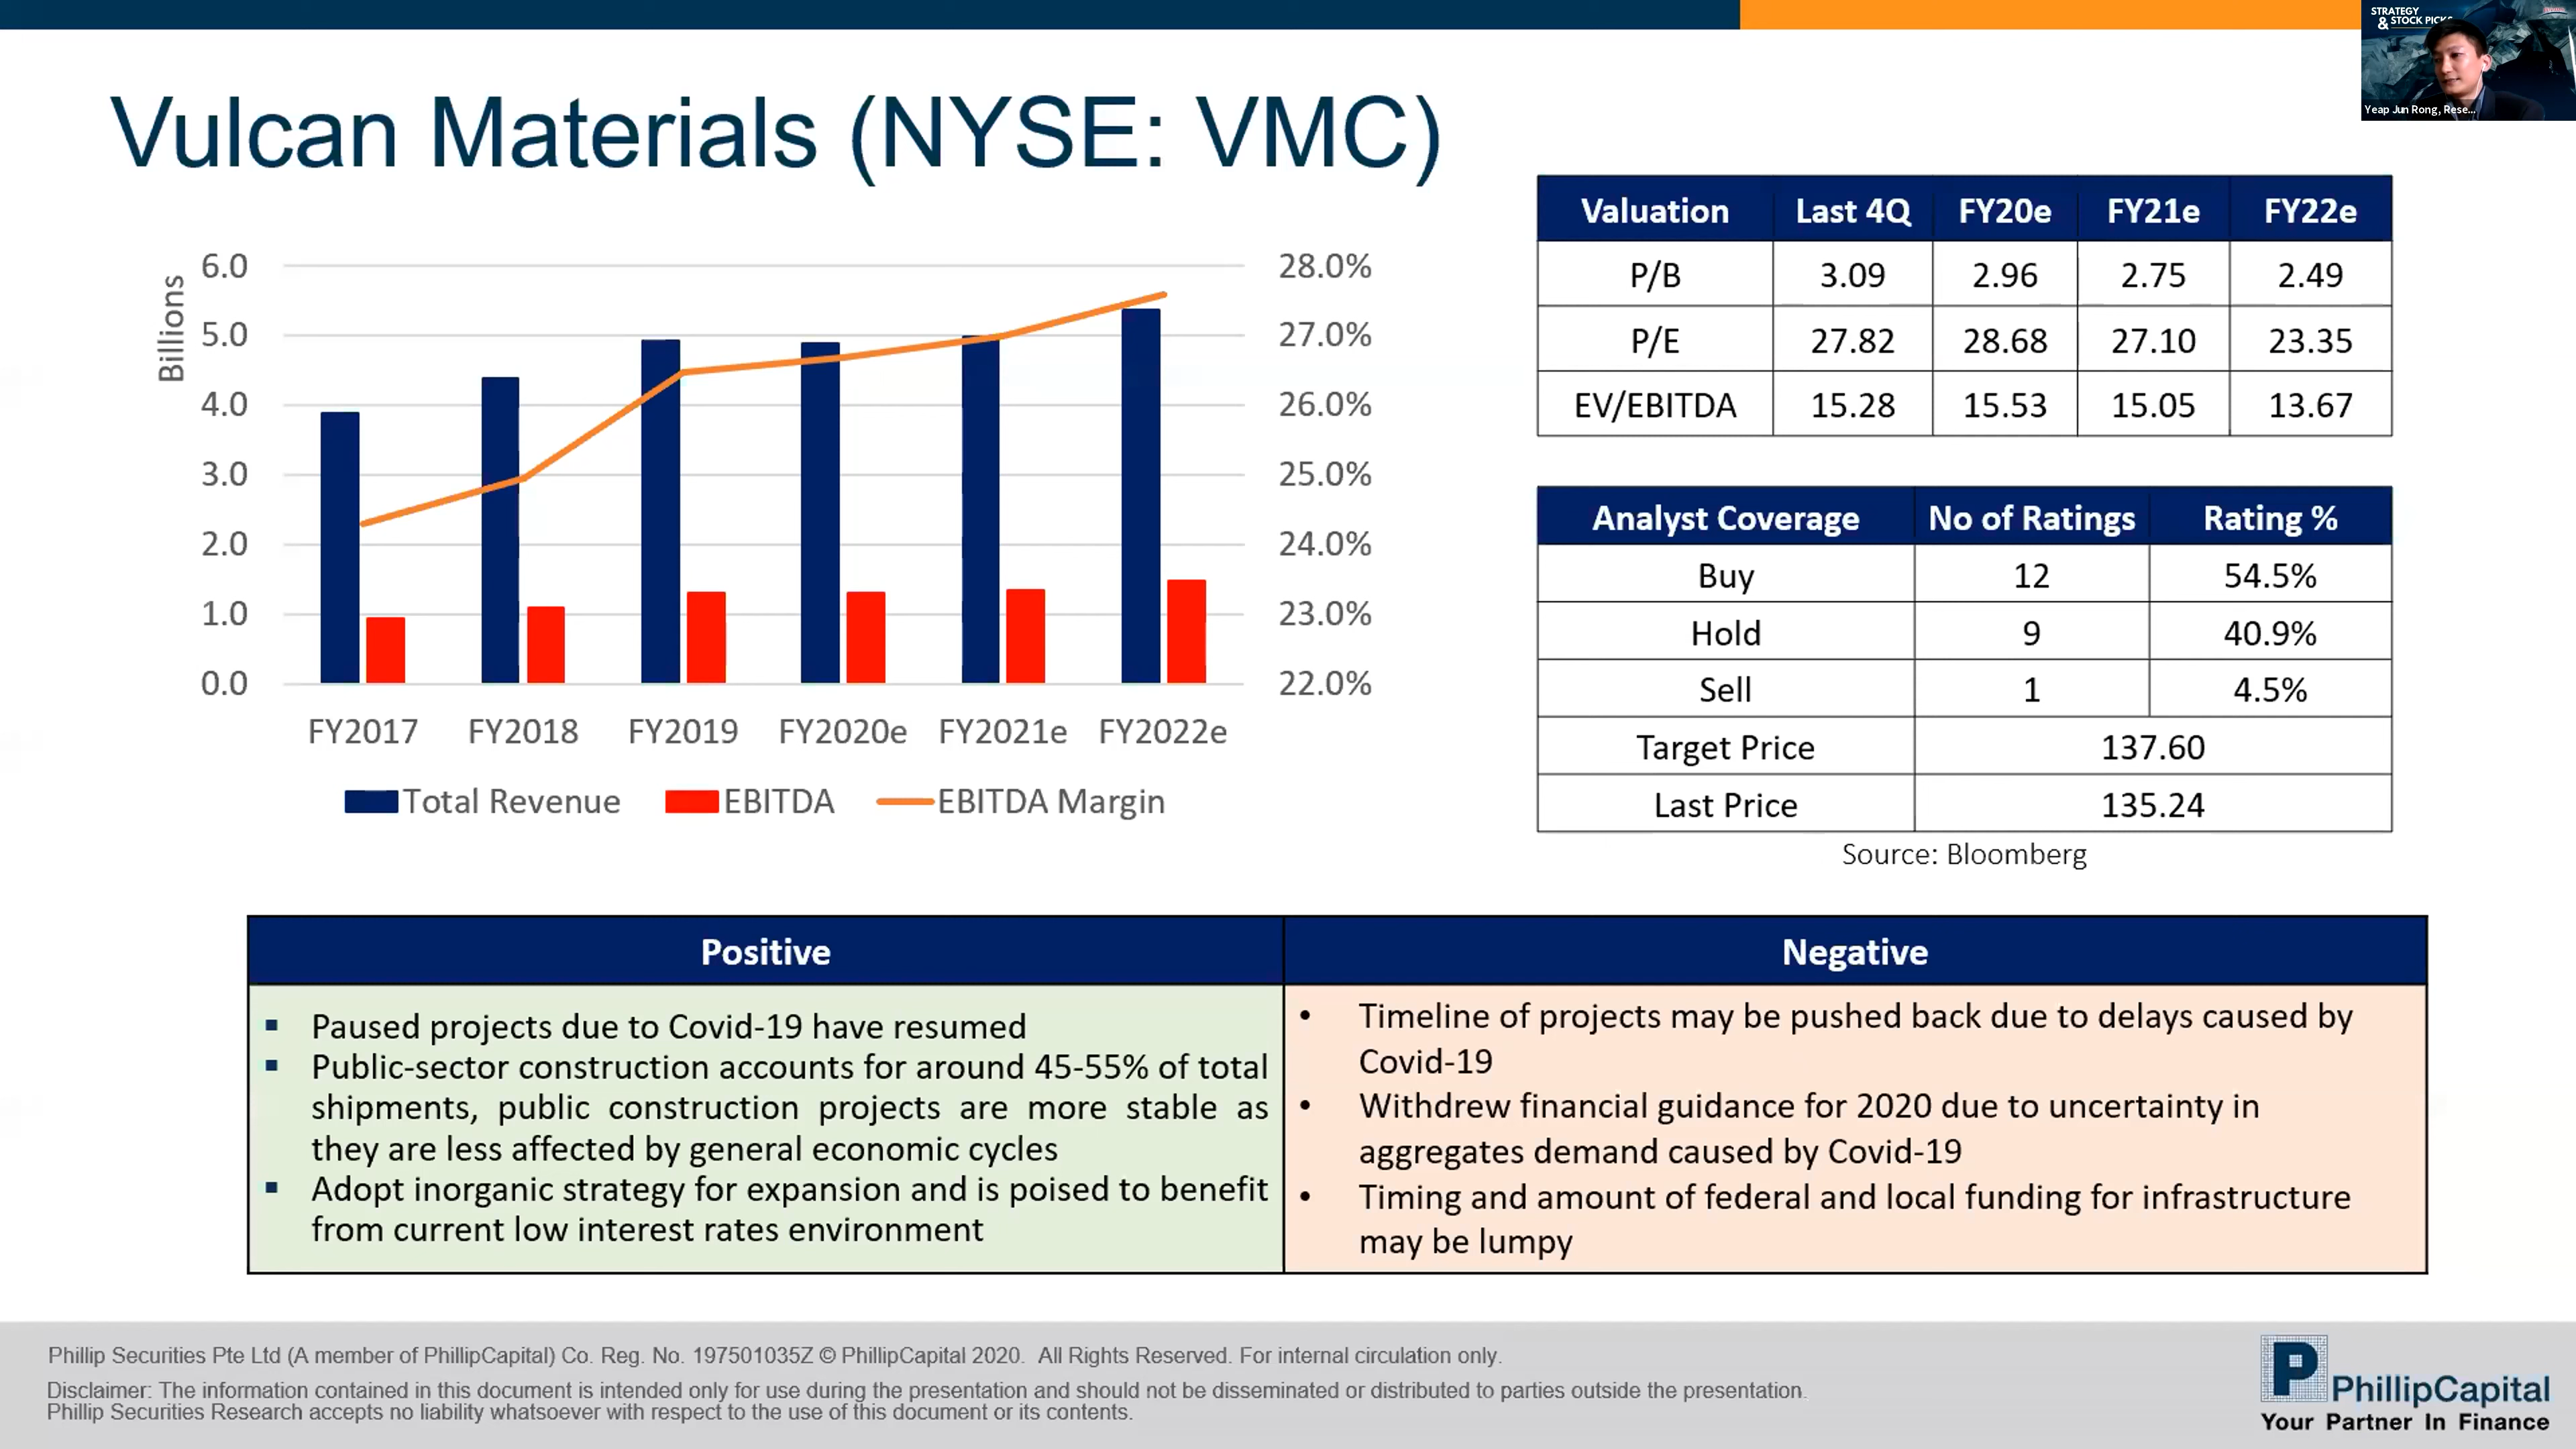 STRATEGY
& STOCK PICKS
Yeap Jun Rong, Rese...
Vulcan Materials (NYSE: VMC)
Billions
6.0
5.0
4.0
3.0
2.0
1.0
0.0
28.0%
27.0%
26.0%
25.0%
24.0%
23.0%
22.0%
FY2017 FY2018 FY2019 FY2020e FY2021e FY2022e
Total Revenue EBITDA EBITDA Margin
Valuation Last 4Q FY20e FY21e FY22e
P/B 3.09 2.96 2.75 2.49
P/E 27.82 28.68 27.10 23.35
EV/EBITDA 15.28 15.53 15.05 13.67
Analyst Coverage No of Ratings Rating %
Buy 12 54.5%
Hold 9 40.9%
Sell 1 4.5%
Target Price 137.60
Last Price 135.24
Source: Bloomberg
Positive
▪ Paused projects due to Covid-19 have resumed
▪ Public-sector construction accounts for around 45-55% of total
shipments, public construction projects are more stable as
they are less affected by general economic cycles
▪ Adopt inorganic strategy for expansion and is poised to benefit
from current low interest rates environment
Negative
• Timeline of projects may be pushed back due to delays caused by
Covid-19
• Withdrew financial guidance for 2020 due to uncertainty in
aggregates demand caused by Covid-19
• Timing and amount of federal and local funding for infrastructure
may be lumpy
Phillip Securities Pte Ltd (A member of PhillipCapital) Co. Reg. No. 197501035Z © PhillipCapital 2020. All Rights Reserved. For internal circulation only.
Disclaimer: The information contained in this document is intended only for use during the presentation and should not be disseminated or distributed to parties outside the presentation.
Phillip Securities Research accepts no liability whatsoever with respect to the use of this document or its contents.
P PhillipCapital
Your Partner In Finance